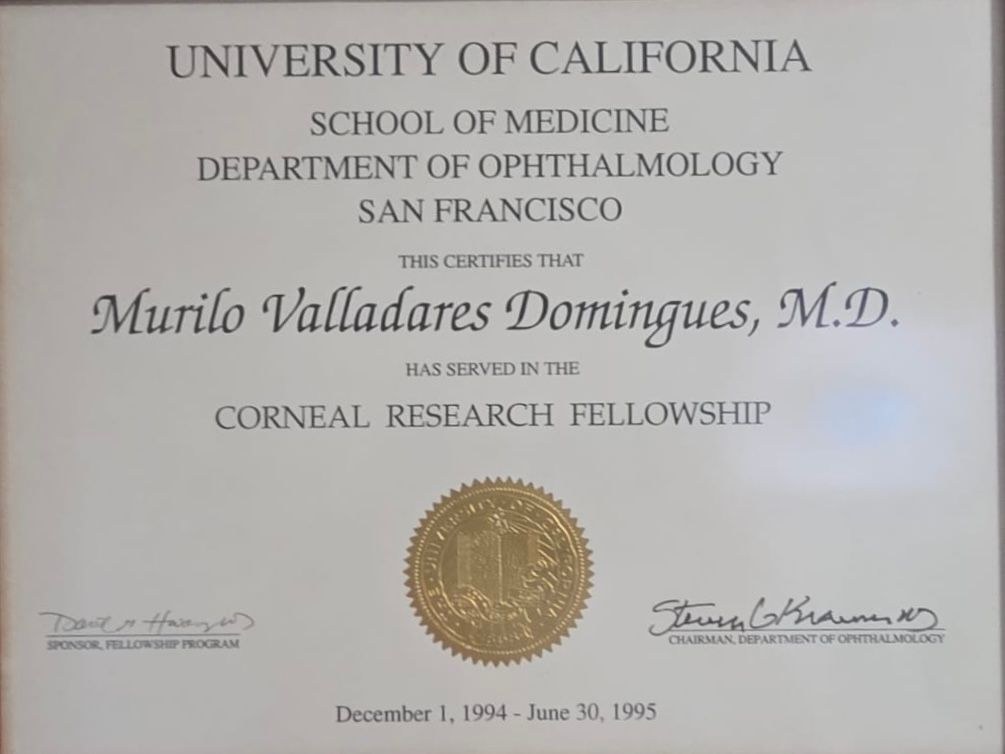 UNIVERSITY OF CALIFORNIA
SCHOOL OF MEDICINE
DEPARTMENT OF OPHTHALMOLOGY
SAN FRANCISCO
THIS CERTIFIES THAT
Murilo Valladares Domingues, M.D.
HAS SERVED IN THE
CORNEAL RESEARCH FELLOWSHIP
SPONSOR, FELLOWSHIP PROGRAM
CHAIRMAN, DEPARTMENT OF OPHTHALMOLOGY
December 1, 1994 - June 30, 1995